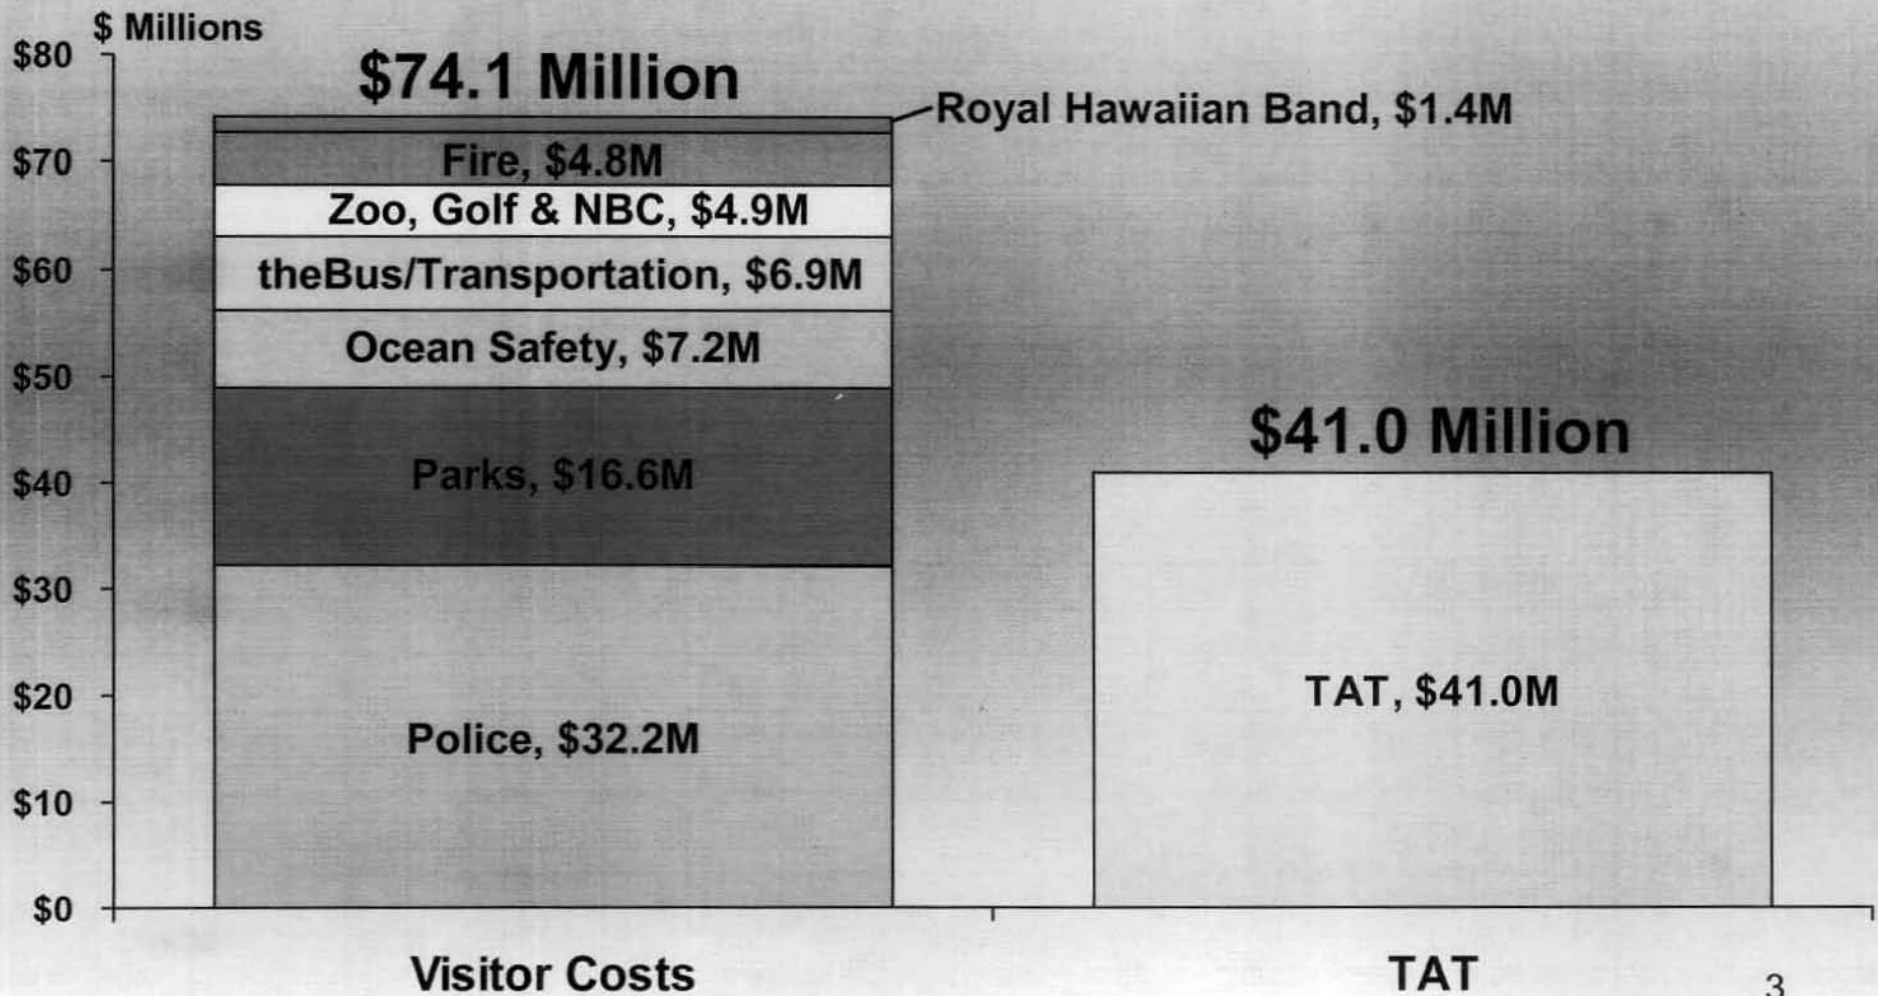 $ Millions
$80
$70
$60
$50
$40
$30
$20
$10
$0
$74.1 Million
Royal Hawaiian Band, $1.4M
Fire, $4.8M
Zoo, Golf & NBC, $4.9M
theBus/Transportation, $6.9M
Ocean Safety, $7.2M
Parks, $16.6M
Police, $32.2M
$41.0 Million
TAT, $41.0M
Visitor Costs
TAT
3